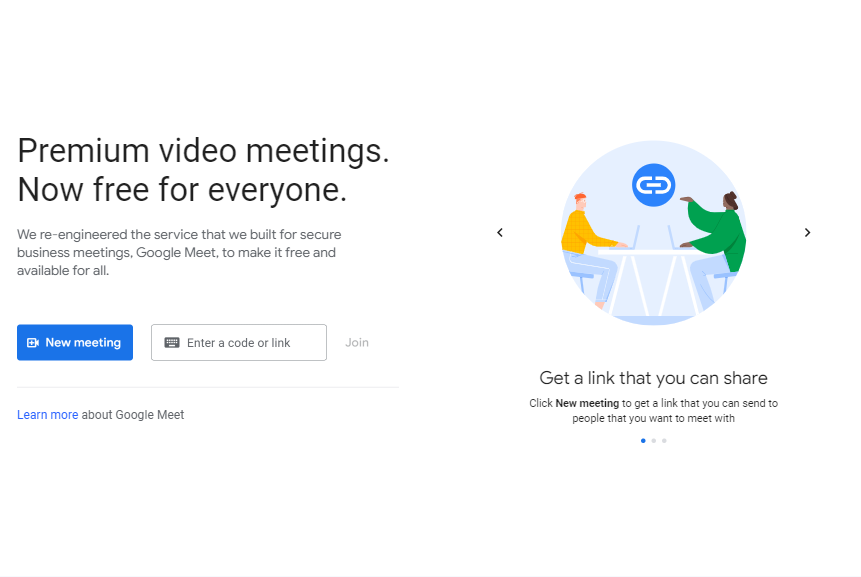 Premium video meetings.
Now free for everyone.
We re-engineered the service that we built for secure
business meetings, Google Meet, to make it free and
available for all.
New meeting
Enter a code or link
Join
Learn more about Google Meet
Get a link that you can share
Click New meeting to get a link that you can send to
people that you want to meet with